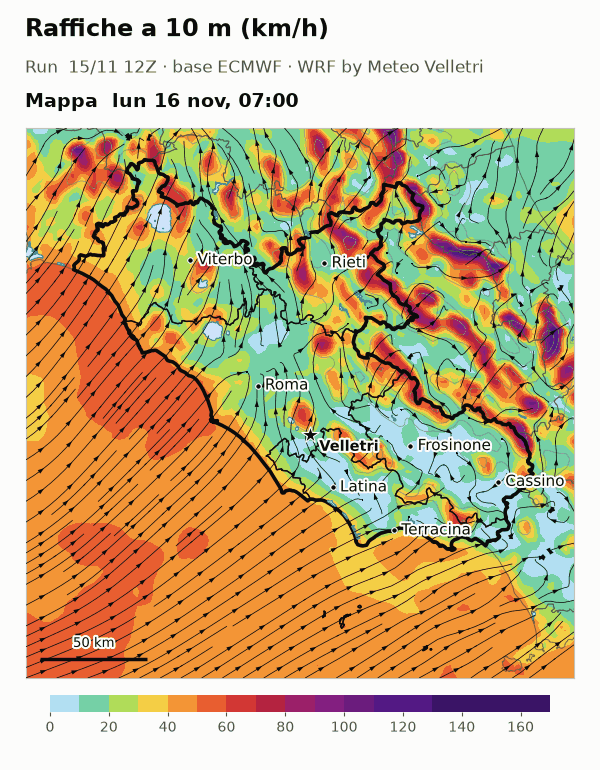 Raffiche a 10 m (km/h)
Run  15/11 12Z · base ECMWF · WRF by Meteo Velletri
Mappa  lun 16 nov, 07:00
Viterbo
Rieti
Roma
Velletri
Frosinone
Latina
Cassino
Terracina
50 km
0 20 40 60 80 100 120 140 160